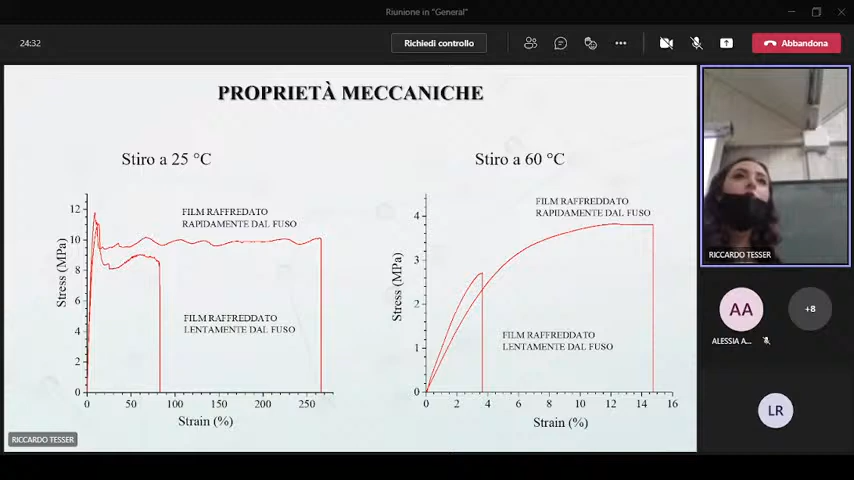 Riunione in "General"
24:32
Richiedi controllo
Abbandona
PROPRIETÀ MECCANICHE
Stiro a 25 °C
Stiro a 60 °C
FILM RAFFREDATO
RAPIDAMENTE DAL FUSO
FILM RAFFREDDATO
LENTAMENTE DAL FUSO
Stress (MPa)
12
10
8
6
4
2
0
0
50
100
150
200
250
Strain (%)
FILM RAFFREDDATO
RAPIDAMENTE DAL FUSO
FILM RAFFREDDATO
LENTAMENTE DAL FUSO
Stress (MPa)
4
3
2
1
0
0
2
4
6
8
10
12
14
16
Strain (%)
RICCARDO TESSER
RICCARDO TESSER
AA
+8
ALESSIA A...
LR